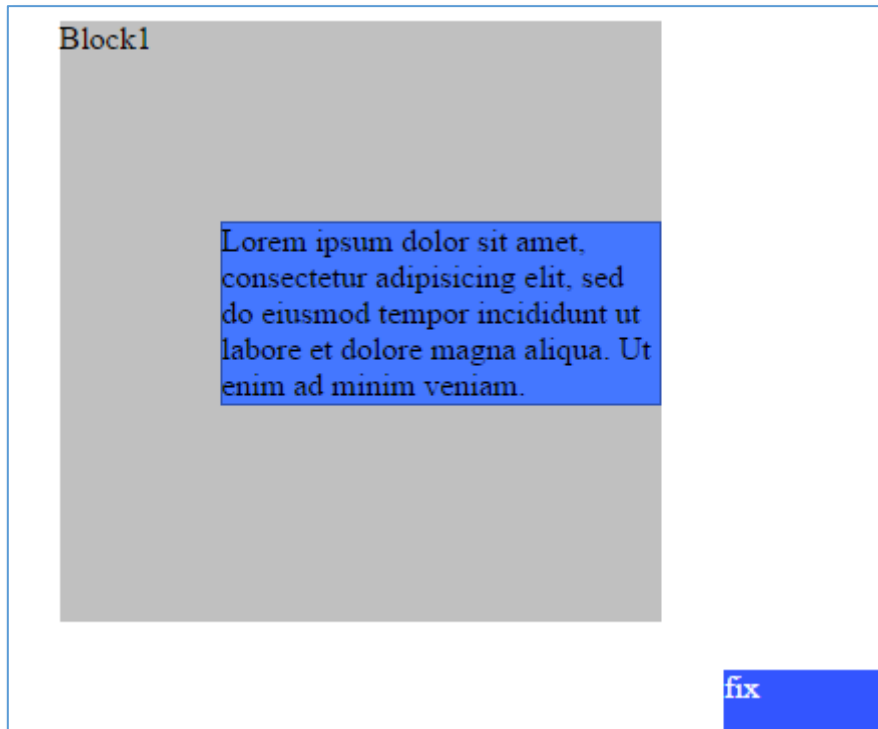 Block1
Lorem ipsum dolor sit amet,
consectetur adipisicing elit, sed
do eiusmod tempor incididunt ut
labore et dolore magna aliqua. Ut
enim ad minim veniam.
fix